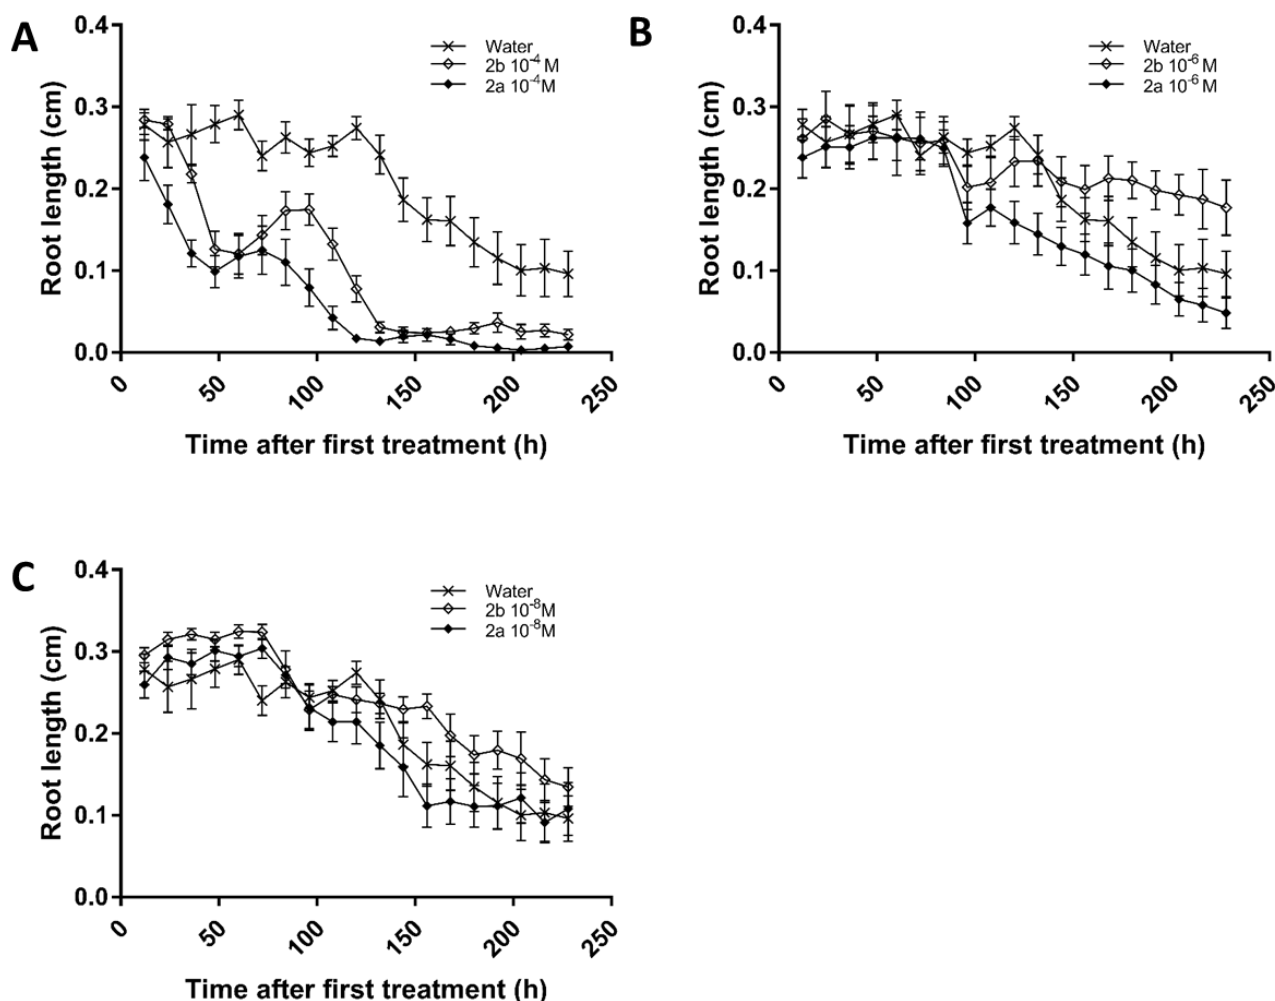 A
0.4
0.3
0.2
0.1
0.0
Root length (cm)
Water
2b 10⁻⁴ M
2a 10⁻⁴M
0 50 100 150 200 250
Time after first treatment (h)
B
0.4
0.3
0.2
0.1
0.0
Root length (cm)
Water
2b 10⁻⁶ M
2a 10⁻⁶ M
0 50 100 150 200 250
Time after first treatment (h)
C
0.4
0.3
0.2
0.1
0.0
Root length (cm)
Water
2b 10⁻⁸M
2a 10⁻⁸M
0 50 100 150 200 250
Time after first treatment (h)